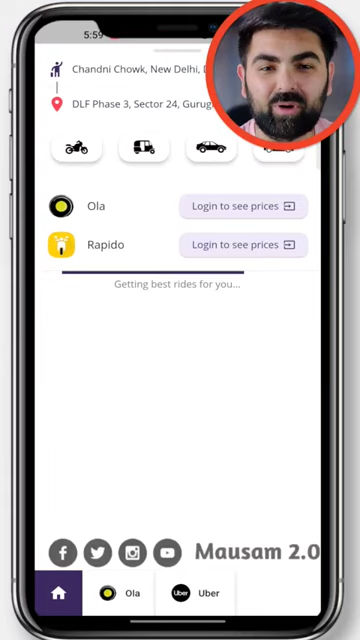 5:59
Chandni Chowk, New Delhi, D
DLF Phase 3, Sector 24, Gurug
Ola
Login to see prices
Rapido
Login to see prices
Getting best rides for you...
Mausam 2.0
Ola
Uber
Uber